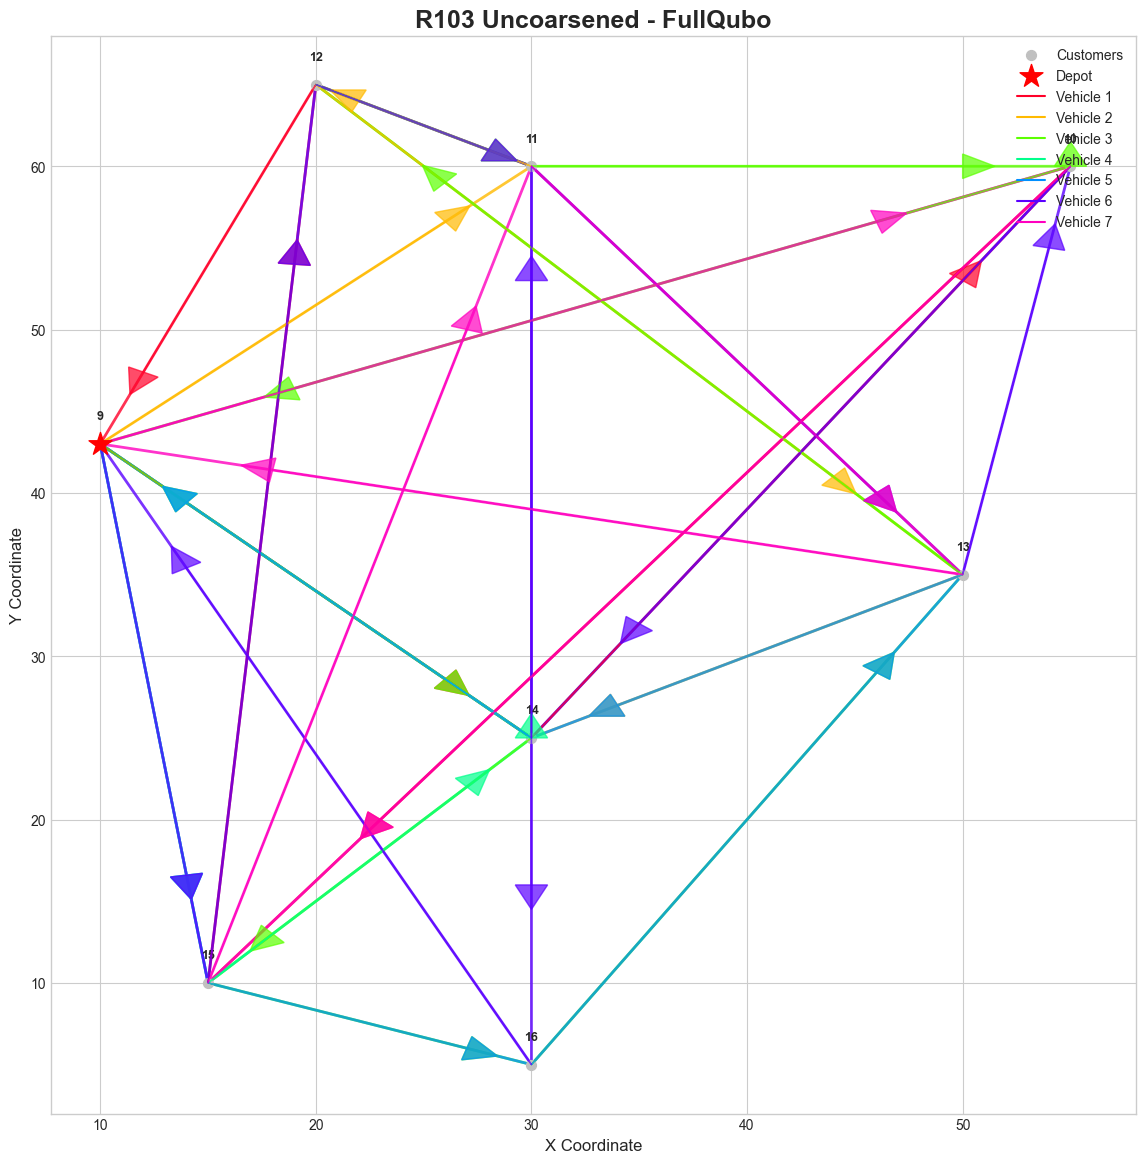 R103 Uncoarsened - FullQubo
12
11
10
9
13
14
15
16
Customers
Depot
Vehicle 1
Vehicle 2
Vehicle 3
Vehicle 4
Vehicle 5
Vehicle 6
Vehicle 7
60
50
40
30
20
10
Y Coordinate
10
20
30
40
50
X Coordinate